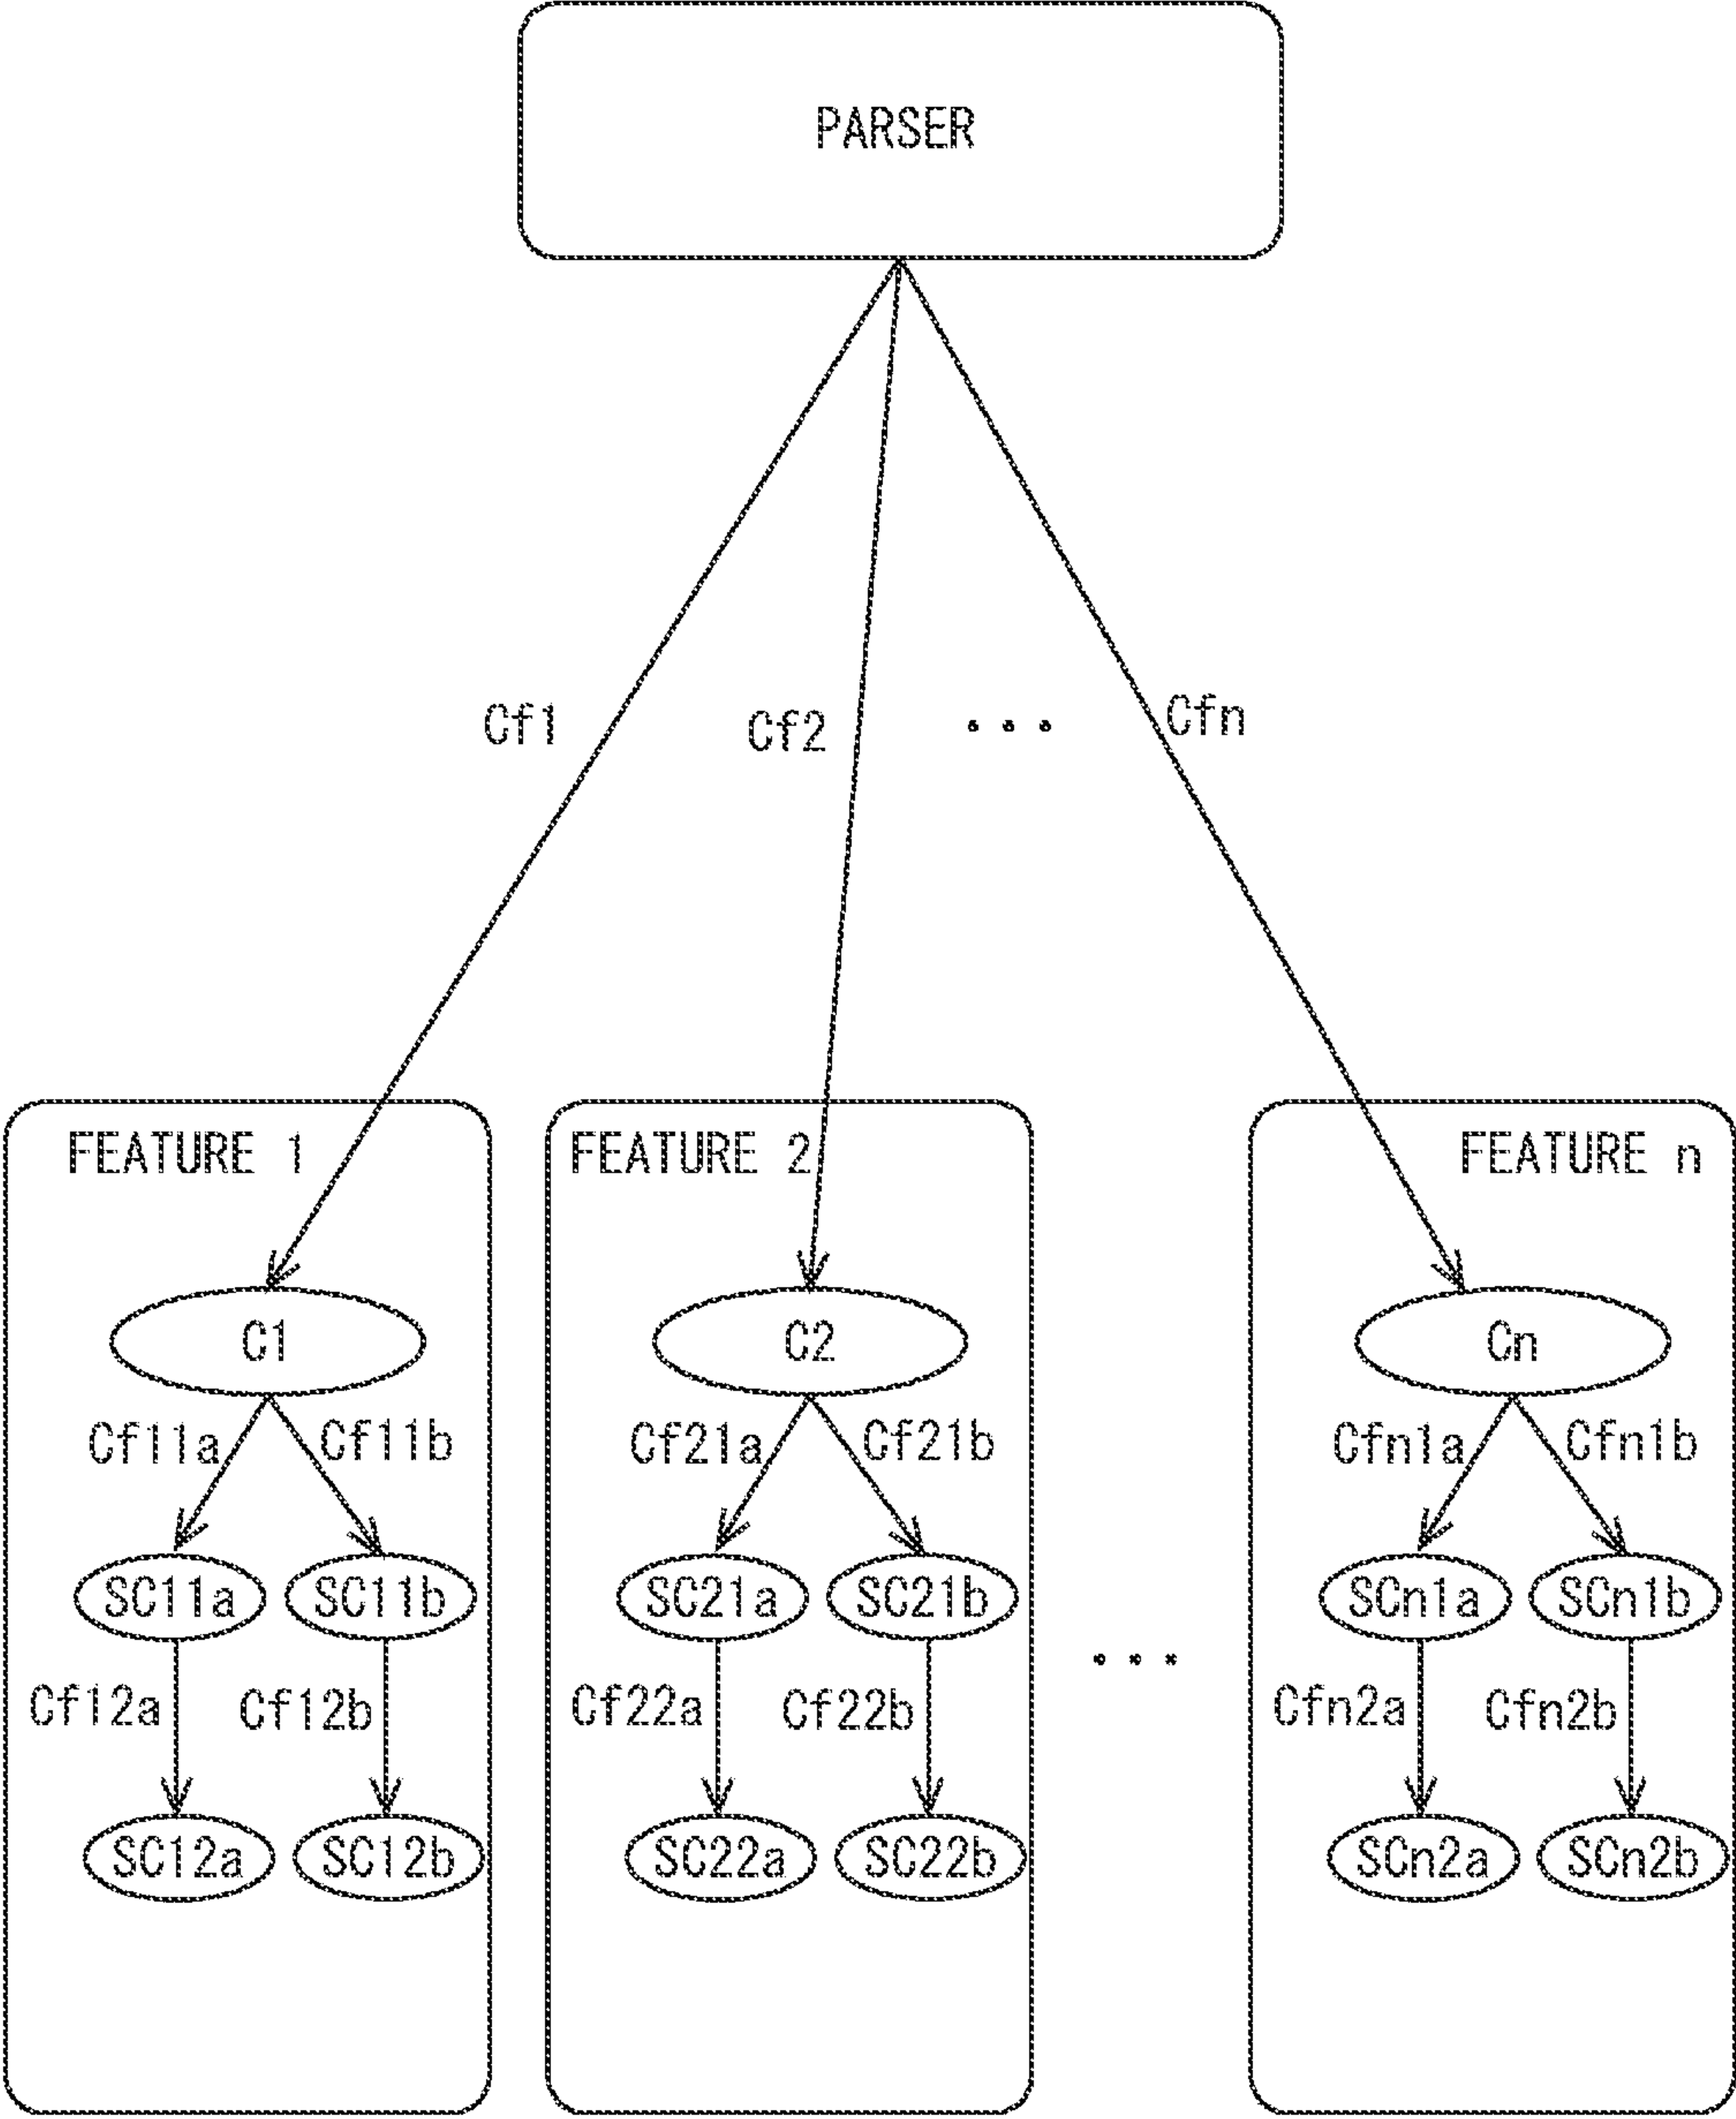 PARSER
Cf1 Cf2 ... Cfn
FEATURE 1 FEATURE 2 FEATURE n
C1 C2 Cn
Cf11a Cf11b Cf21a Cf21b Cfn1a Cfn1b
SC11a SC11b SC21a SC21b SCn1a SCn1b
...
Cf12a Cf12b Cf22a Cf22b Cfn2a Cfn2b
SC12a SC12b SC22a SC22b SCn2a SCn2b